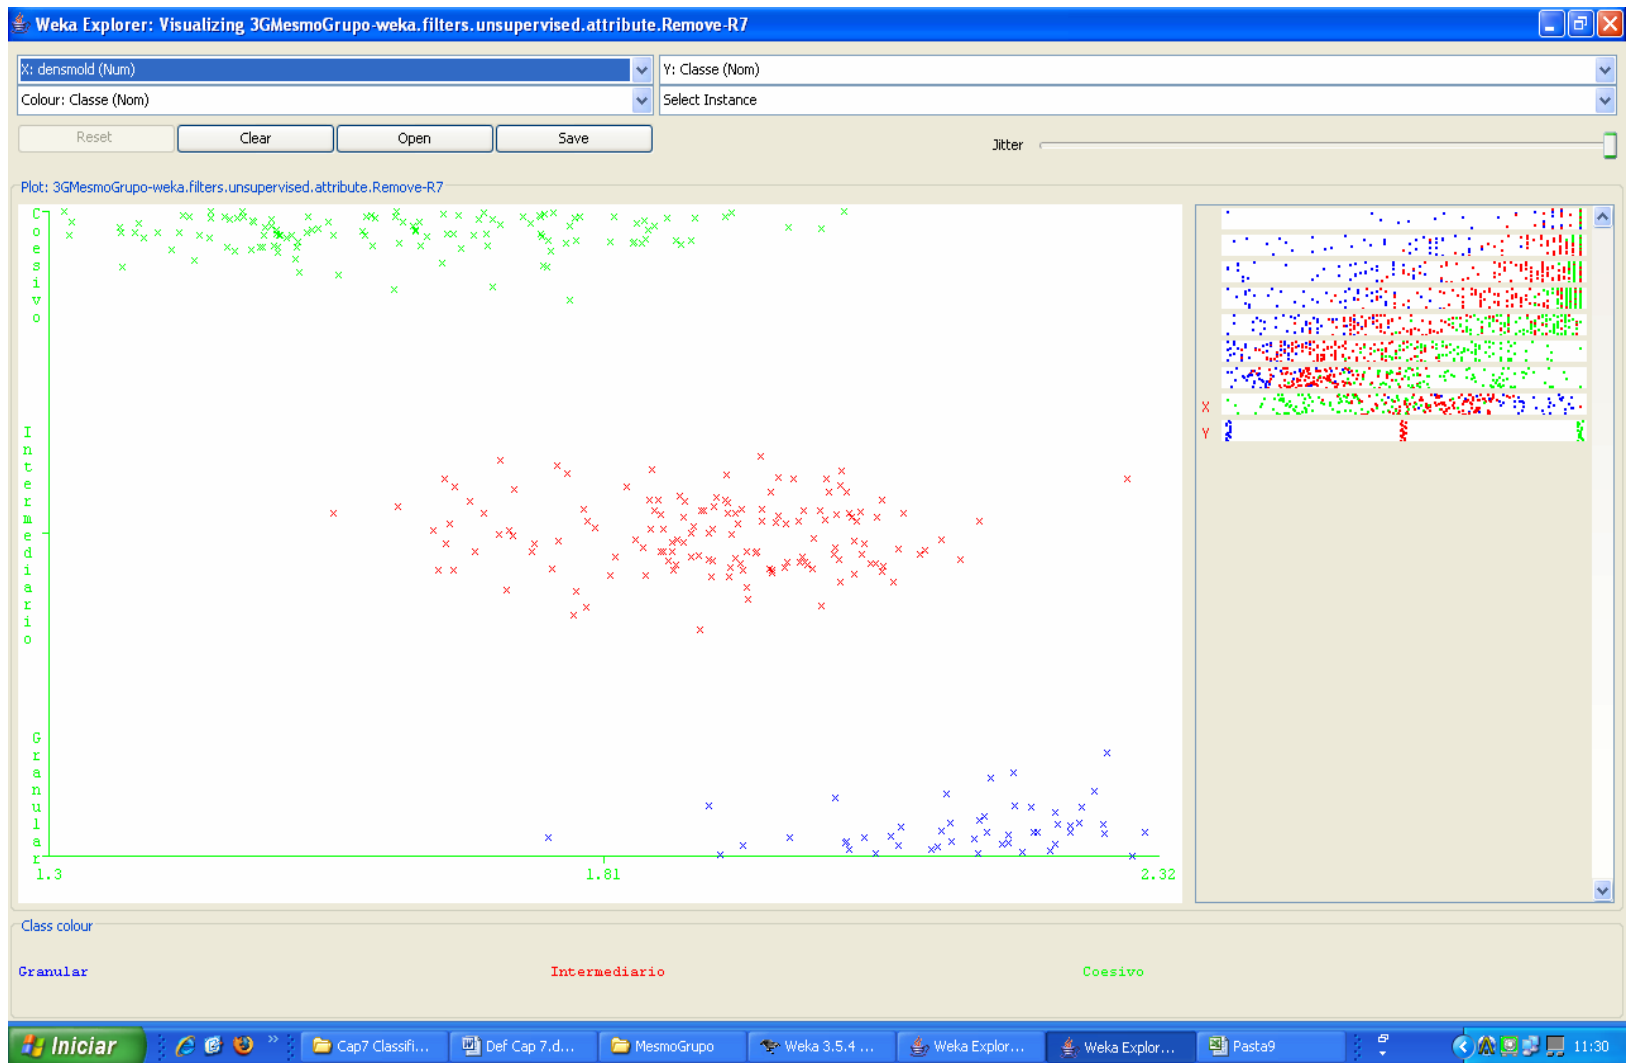 Weka Explorer: Visualizing 3GMesmoGrupo-weka.filters.unsupervised.attribute.Remove-R7
X: densmold (Num)
Y: Classe (Nom)
Colour: Classe (Nom)
Select Instance
Reset
Clear
Open
Save
Jitter
Plot: 3GMesmoGrupo-weka.filters.unsupervised.attribute.Remove-R7
Coesivo
Intermediario
Granular
1.3
1.81
2.32
X
Y
Class colour
Granular
Intermediario
Coesivo
Iniciar
Cap7 Classifi...
Def Cap 7.d...
MesmoGrupo
Weka 3.5.4 ...
Weka Explor...
Weka Explor...
Pasta9
11:30